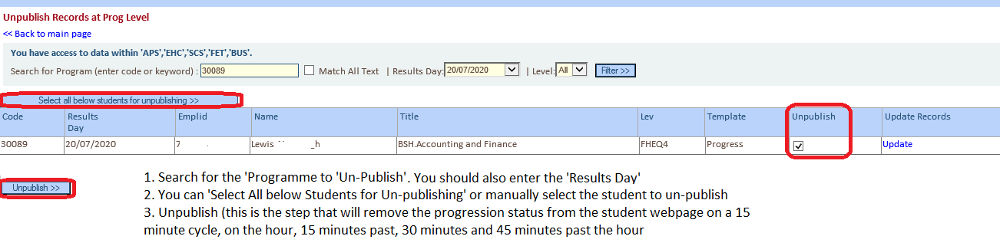 Unpublish Records at Prog Level
<< Back to main page
You have access to data within 'APS','EHC','SCS','FET','BUS'.
Search for Program (enter code or keyword) : 30089 Match All Text | Results Day: 20/07/2020 | Level: All Filter >>
Select all below students for unpublishing >>
Code Results Day Emplid Name Title Lev Template Unpublish Update Records
30089 20/07/2020 7 Lewis _h BSH.Accounting and Finance FHEQ4 Progress Update
Unpublish >>
1. Search for the 'Programme to 'Un-Publish'. You should also enter the 'Results Day'
2. You can 'Select All below Students for Un-publishing' or manually select the student to un-publish
3. Unpublish (this is the step that will remove the progression status from the student webpage on a 15
minute cycle, on the hour, 15 minutes past, 30 minutes and 45 minutes past the hour